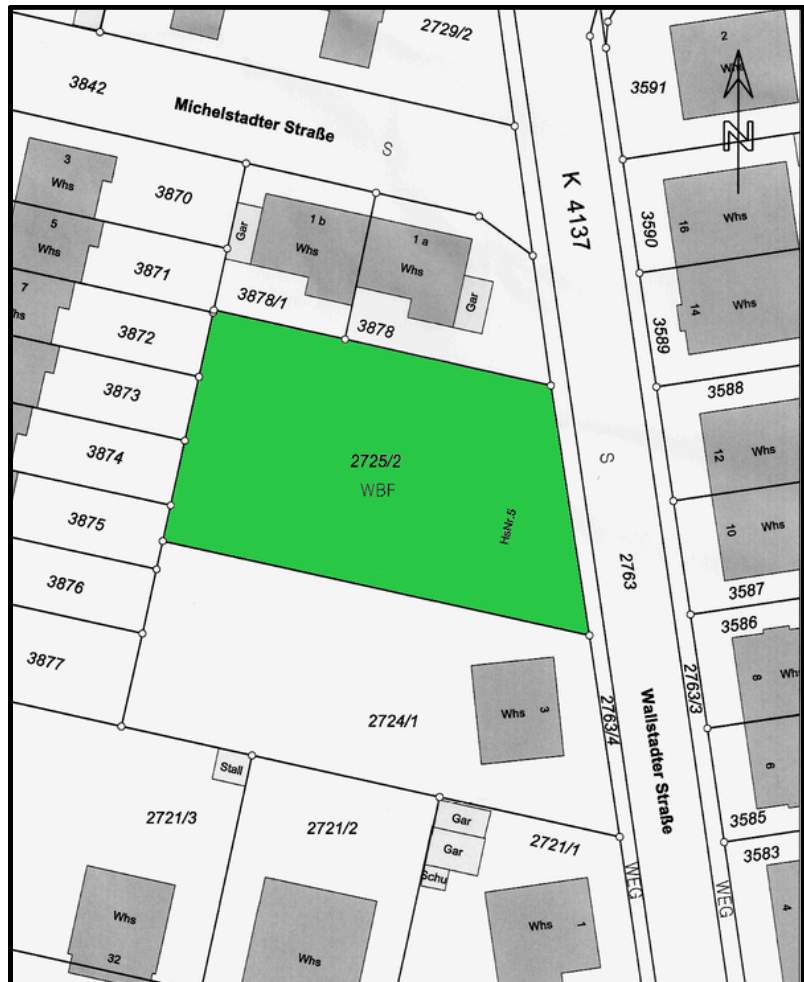 2729/2
2
Whs
3591
3842
Michelstadter Straße
S
K 4137
3
Whs
3870
Gar
1 b
Whs
1 a
Whs
Gar
N
3590
16
Whs
5
Whs
3871
3878/1
3878
3589
14
Whs
7
hs
3872
3588
3873
12
Whs
3874
2725/2
WBF
S
HsNr.5
10
Whs
3875
2763
3587
3876
3586
3877
8
Wh
2763/3
2724/1
Whs
3
2763/4
Wallstadter Straße
6
Stall
2721/3
2721/2
Gar
Gar
Schu
2721/1
3585
3583
WEG
WEG
Whs
32
Whs
Whs
1
4